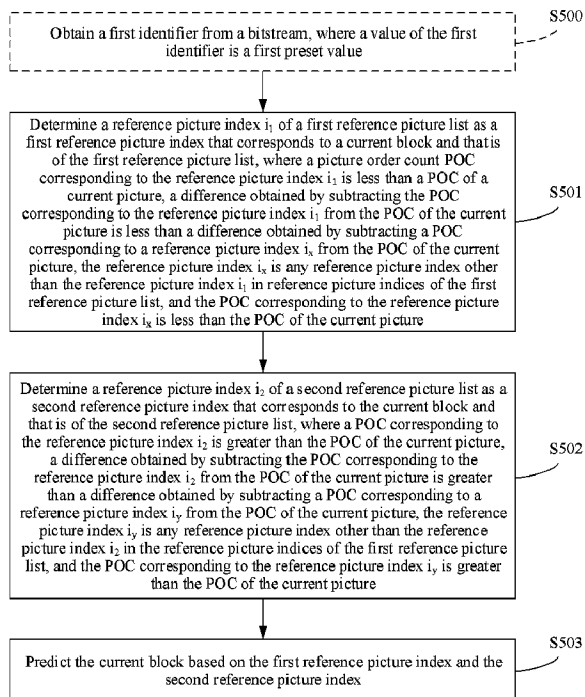 Obtain a first identifier from a bitstream, where a value of the first
identifier is a first preset value
S500
Determine a reference picture index i₁ of a first reference picture list as a
first reference picture index that corresponds to a current block and that is
of the first reference picture list, where a picture order count POC
corresponding to the reference picture index i₁ is less than a POC of a
current picture, a difference obtained by subtracting the POC
corresponding to the reference picture index i₁ from the POC of the current
picture is less than a difference obtained by subtracting a POC
corresponding to a reference picture index iₓ from the POC of the current
picture, the reference picture index iₓ is any reference picture index other
than the reference picture index i₁ in reference picture indices of the
first reference picture list, and the POC corresponding to the reference picture
index iₓ is less than the POC of the current picture
S501
Determine a reference picture index i₂ of a second reference picture list as a
second reference picture index that corresponds to the current block and
that is of the second reference picture list, where a POC corresponding to
the reference picture index i₂ is greater than the POC of the current picture,
a difference obtained by subtracting the POC corresponding to the
reference picture index i₂ from the POC of the current picture is greater
than a difference obtained by subtracting a POC corresponding to a
reference picture index iᵧ from the POC of the current picture, the reference
picture index iᵧ is any reference picture index other than the reference
picture index i₂ in the reference picture indices of the first reference picture
list, and the POC corresponding to the reference picture index iᵧ is greater
than the POC of the current picture
S502
Predict the current block based on the first reference picture index and the
second reference picture index
S503